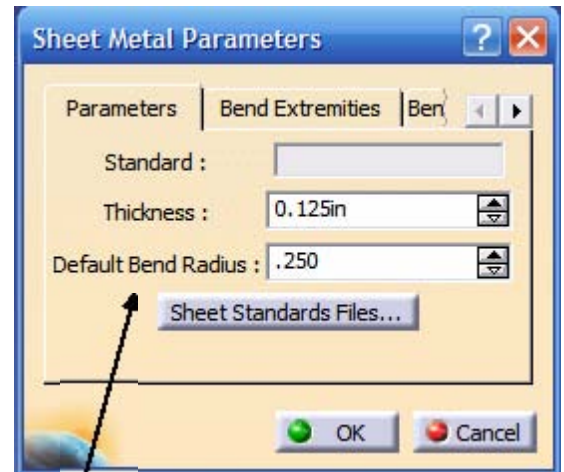 Sheet Metal Parameters
Parameters Bend Extremities Ben
Standard :
Thickness : 0.125in
Default Bend Radius : .250
Sheet Standards Files...
OK Cancel